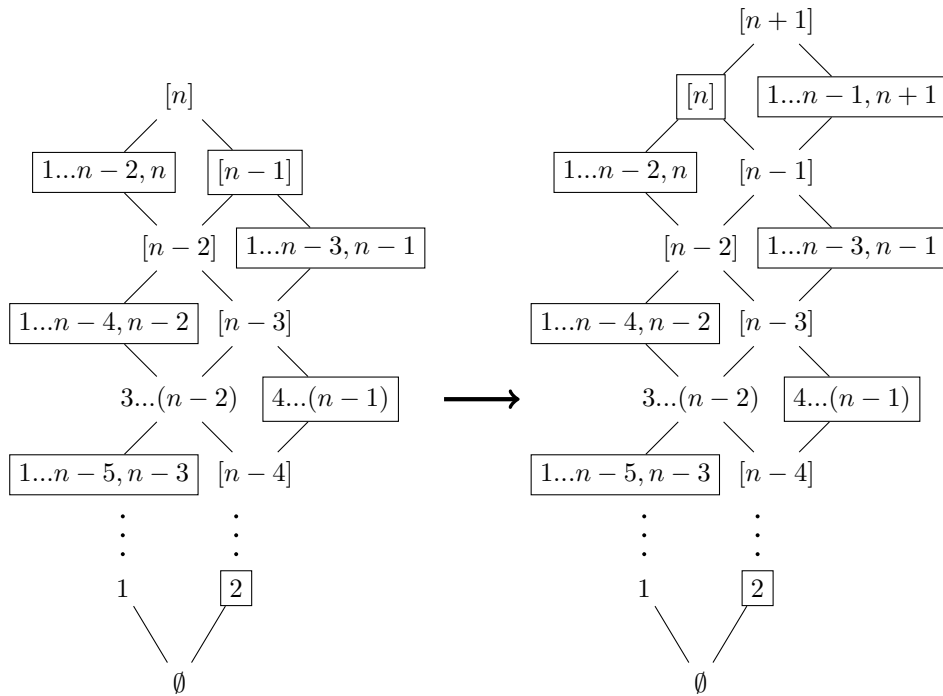 [n]
1...n − 2, n
[n − 1]
[n − 2]
1...n − 3, n − 1
1...n − 4, n − 2
[n − 3]
3...(n − 2)
4...(n − 1)
1...n − 5, n − 3
[n − 4]
1
2
∅
[n + 1]
[n]
1...n − 1, n + 1
1...n − 2, n
[n − 1]
[n − 2]
1...n − 3, n − 1
1...n − 4, n − 2
[n − 3]
3...(n − 2)
4...(n − 1)
1...n − 5, n − 3
[n − 4]
1
2
∅